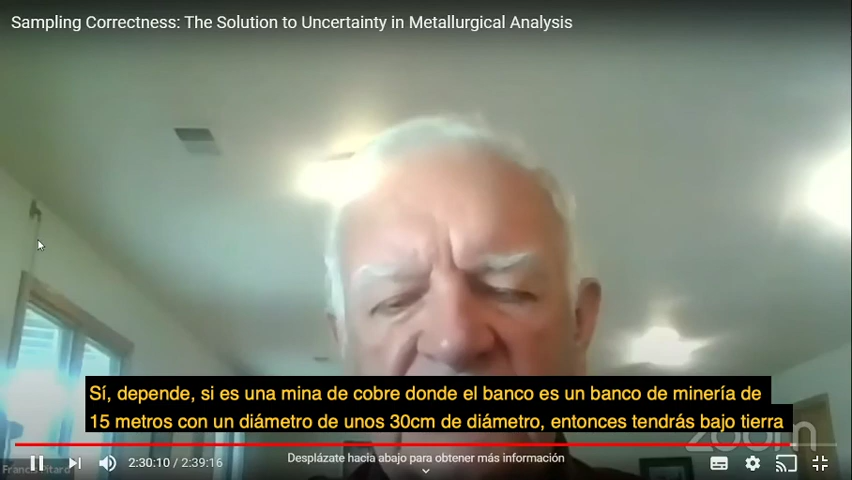 Sampling Correctness: The Solution to Uncertainty in Metallurgical Analysis
Sí, depende, si es una mina de cobre donde el banco es un banco de minería de
15 metros con un diámetro de unos 30cm de diámetro, entonces tendrás bajo tierra
zoom
Francis Pitard
2:30:10 / 2:39:16
Desplázate hacia abajo para obtener más información